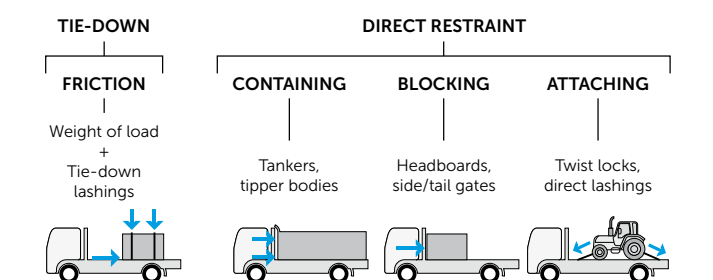 TIE-DOWN
DIRECT RESTRAINT
FRICTION
CONTAINING
BLOCKING
ATTACHING
Weight of load
+
Tie-down
lashings
Tankers,
tipper bodies
Headboards,
side/tail gates
Twist locks,
direct lashings